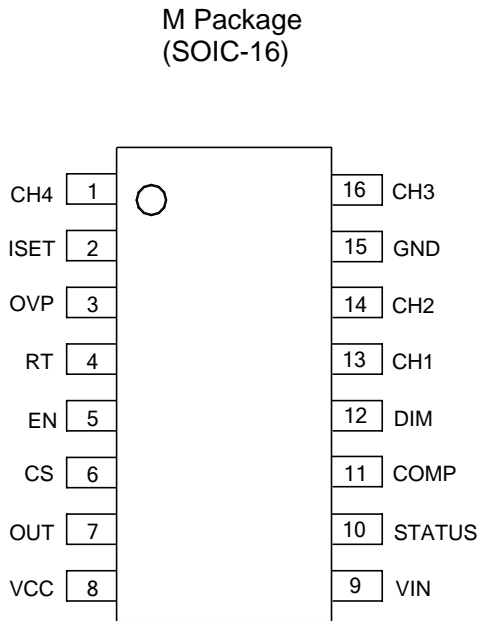 M Package
(SOIC-16)
CH4 1 16 CH3
ISET 2 15 GND
OVP 3 14 CH2
RT 4 13 CH1
EN 5 12 DIM
CS 6 11 COMP
OUT 7 10 STATUS
VCC 8 9 VIN